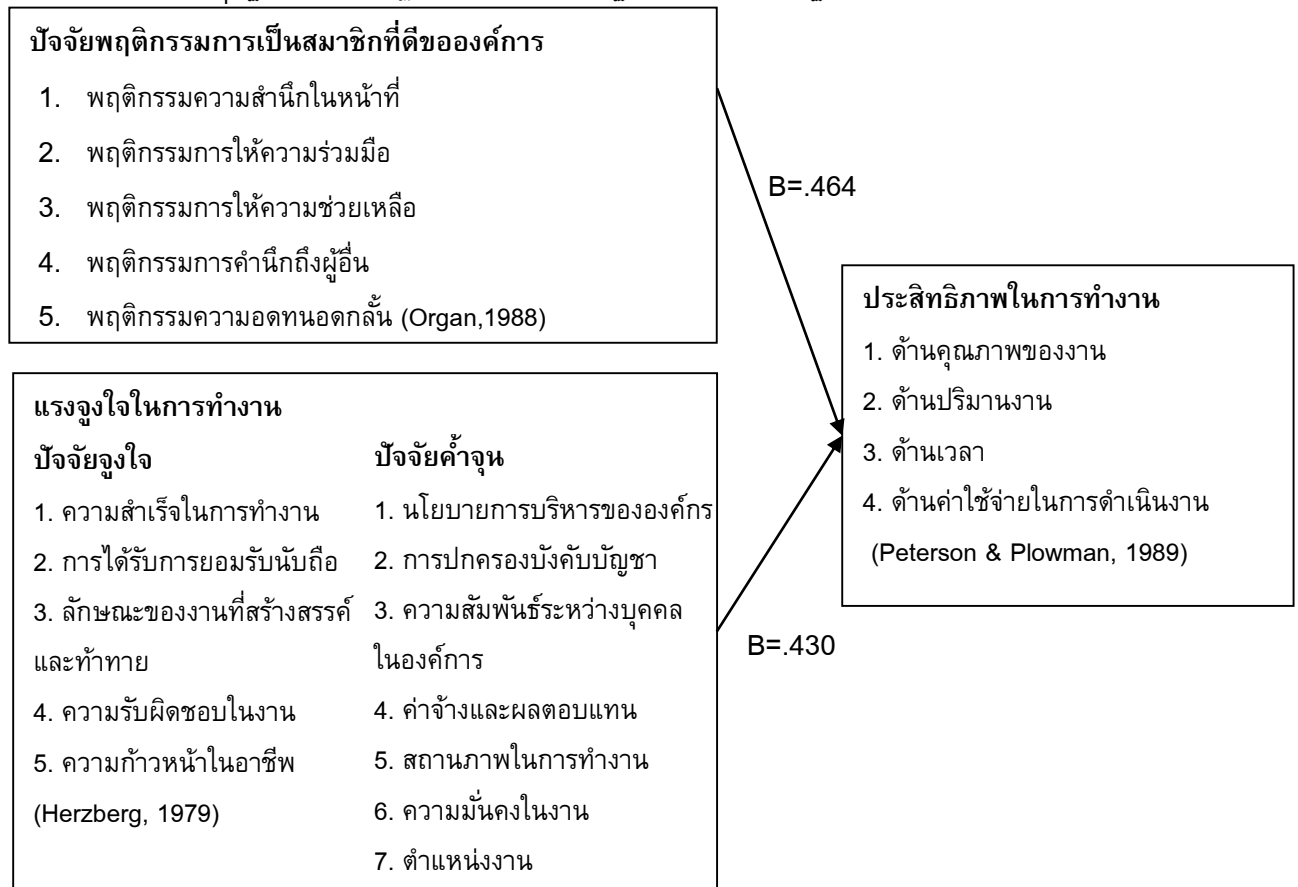 ปัจจัยพฤติกรรมการเป็นสมาชิกที่ดีขององค์การ
1. พฤติกรรมความสำนึกในหน้าที่
2. พฤติกรรมการให้ความร่วมมือ
3. พฤติกรรมการให้ความช่วยเหลือ
4. พฤติกรรมการคำนึกถึงผู้อื่น
5. พฤติกรรมความอดทนอดกลั้น (Organ,1988)
B=.464
ประสิทธิภาพในการทำงาน
1. ด้านคุณภาพของงาน
2. ด้านปริมานงาน
3. ด้านเวลา
4. ด้านค่าใช้จ่ายในการดำเนินงาน
(Peterson & Plowman, 1989)
แรงจูงใจในการทำงาน
ปัจจัยจูงใจ
1. ความสำเร็จในการทำงาน
2. การได้รับการยอมรับนับถือ
3. ลักษณะของงานที่สร้างสรรค์
และท้าทาย
4. ความรับผิดชอบในงาน
5. ความก้าวหน้าในอาชีพ
(Herzberg, 1979)
ปัจจัยค้ำจุน
1. นโยบายการบริหารขององค์กร
2. การปกครองบังคับบัญชา
3. ความสัมพันธ์ระหว่างบุคคล
ในองค์การ
4. ค่าจ้างและผลตอบแทน
5. สถานภาพในการทำงาน
6. ความมั่นคงในงาน
7. ตำแหน่งงาน
B=.430